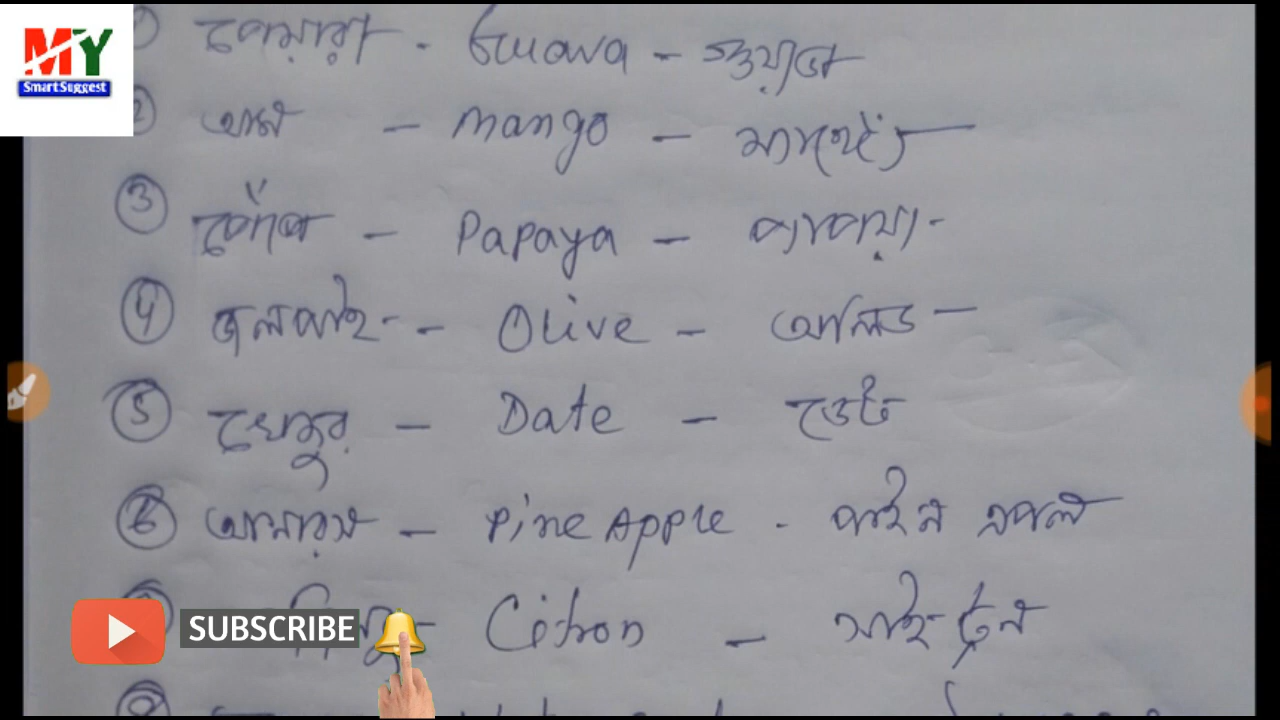 MY
SmartSuggest
পেয়ারা - Guava - গুয়াভা
আম - mango - ম্যাংগো
③ পেঁপে - Papaya - প্যাপায়া
④ জলপাই - Olive - অলিভ
⑤ খেজুর - Date - ডেট
⑥ আনারস - Pine Apple - পাইন এপল
Citron - সাইট্রন
SUBSCRIBE